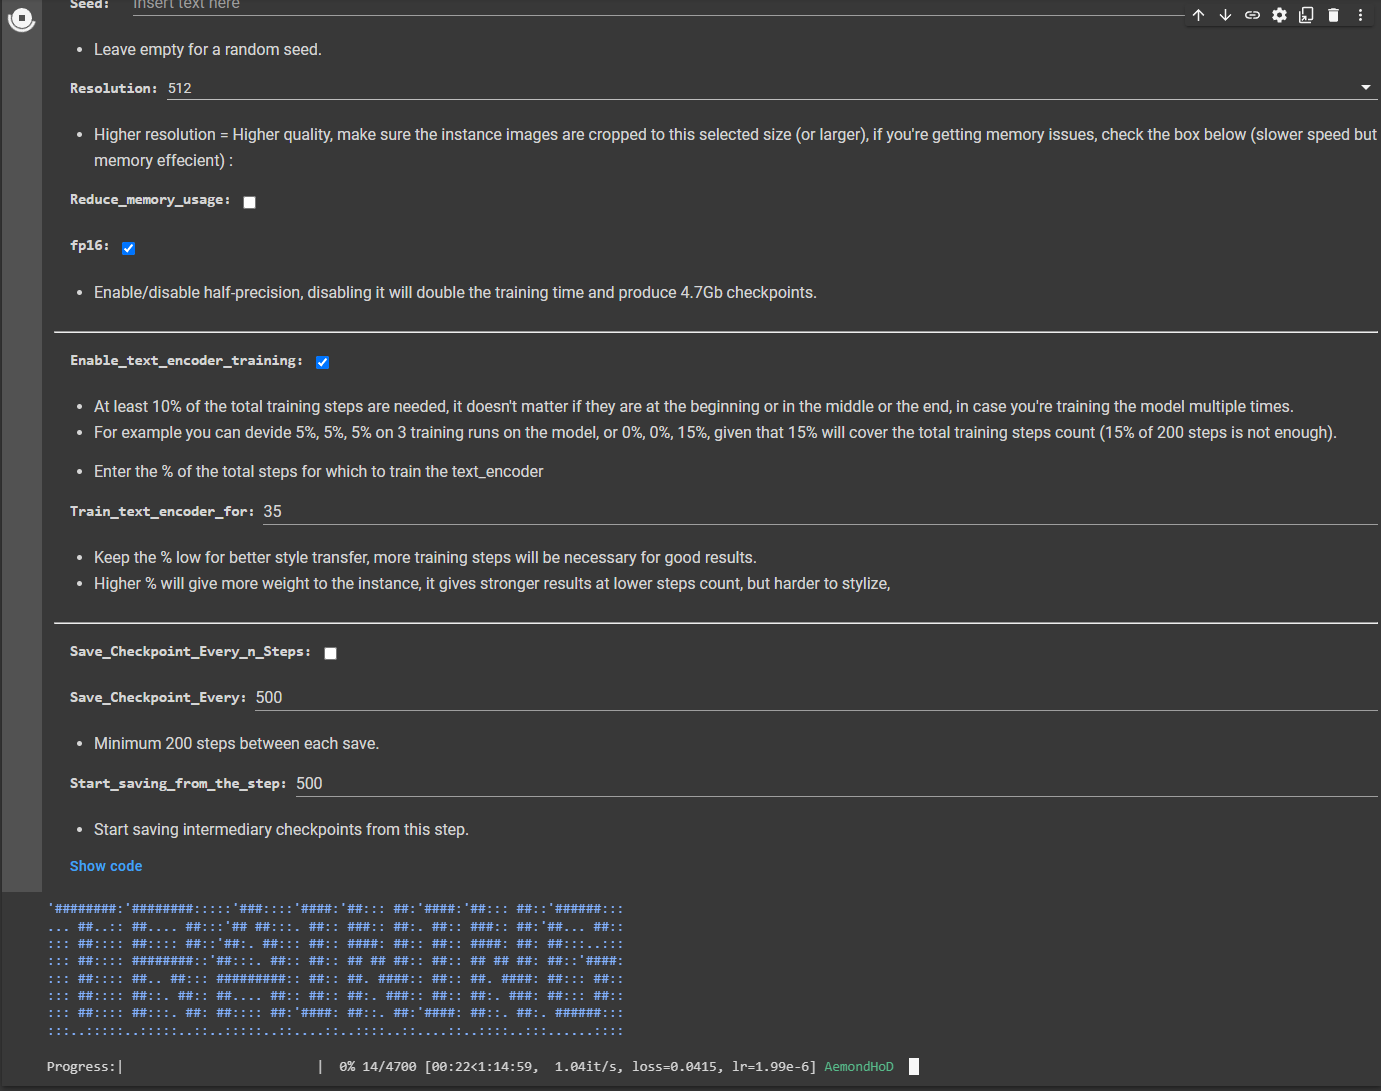 Seed: Insert text here
Leave empty for a random seed.
Resolution: 512
Higher resolution = Higher quality, make sure the instance images are cropped to this selected size (or larger), if you're getting memory issues, check the box below (slower speed but
memory effecient) :
Reduce_memory_usage:
fp16:
Enable/disable half-precision, disabling it will double the training time and produce 4.7Gb checkpoints.
Enable_text_encoder_training:
At least 10% of the total training steps are needed, it doesn't matter if they are at the beginning or in the middle or the end, in case you're training the model multiple times.
For example you can devide 5%, 5%, 5% on 3 training runs on the model, or 0%, 0%, 15%, given that 15% will cover the total training steps count (15% of 200 steps is not enough).
Enter the % of the total steps for which to train the text_encoder
Train_text_encoder_for: 35
Keep the % low for better style transfer, more training steps will be necessary for good results.
Higher % will give more weight to the instance, it gives stronger results at lower steps count, but harder to stylize,
Save_Checkpoint_Every_n_Steps:
Save_Checkpoint_Every: 500
Minimum 200 steps between each save.
Start_saving_from_the_step: 500
Start saving intermediary checkpoints from this step.
Show code
TRAINING
Progress:| | 0% 14/4700 [00:22<1:14:59, 1.04it/s, loss=0.0415, lr=1.99e-6] AemondHoD